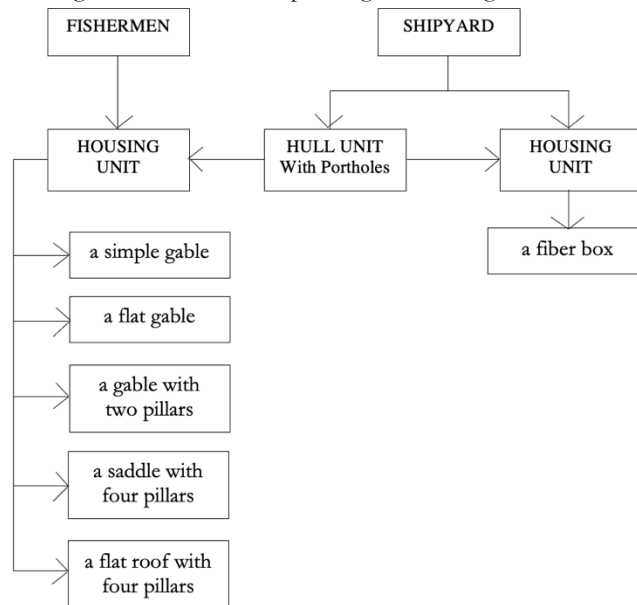 FISHERMEN
SHIPYARD
HOUSING
UNIT
HULL UNIT
With Portholes
HOUSING
UNIT
a simple gable
a fiber box
a flat gable
a gable with
two pillars
a saddle with
four pillars
a flat roof with
four pillars